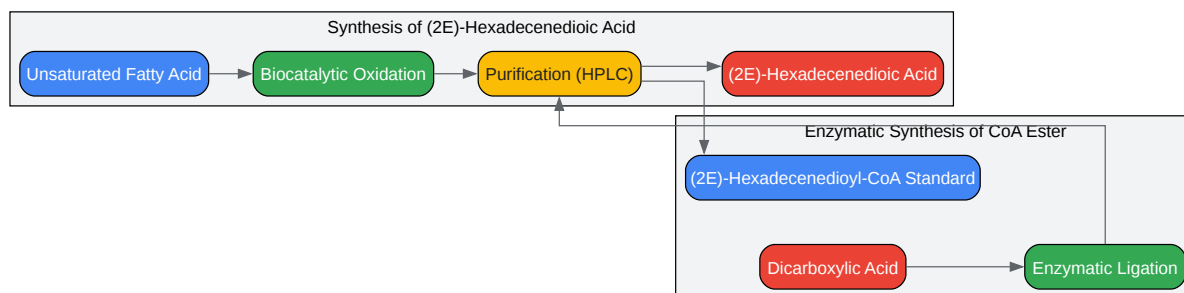 Synthesis of (2E)-Hexadecenedioic Acid
Unsaturated Fatty Acid
Biocatalytic Oxidation
Purification (HPLC)
(2E)-Hexadecenedioic Acid
Enzymatic Synthesis of CoA Ester
(2E)-Hexadecenedioyl-CoA Standard
Dicarboxylic Acid
Enzymatic Ligation